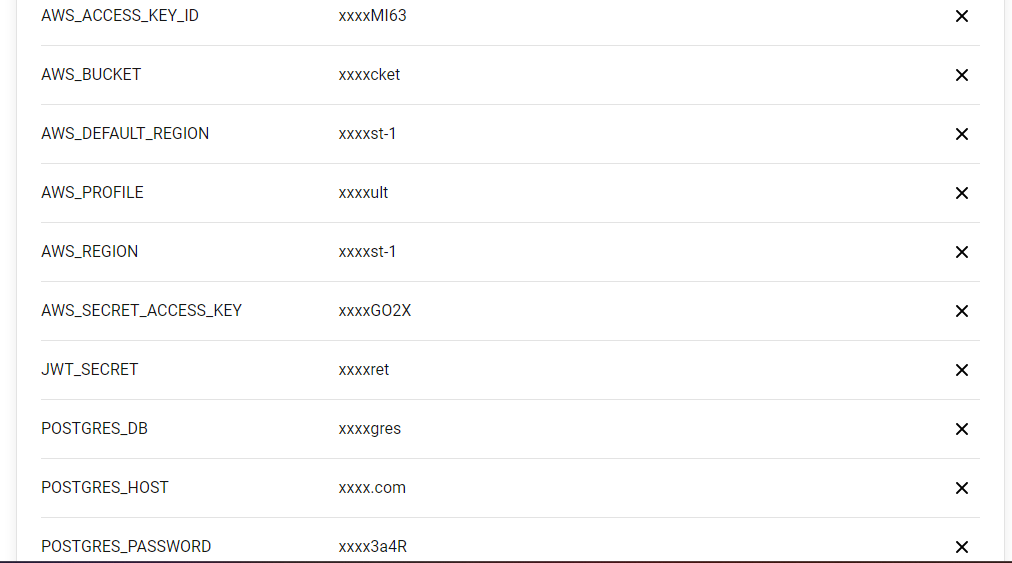 AWS_ACCESS_KEY_ID xxxxMI63
AWS_BUCKET xxxxcket
AWS_DEFAULT_REGION xxxxst-1
AWS_PROFILE xxxxult
AWS_REGION xxxxst-1
AWS_SECRET_ACCESS_KEY xxxxGO2X
JWT_SECRET xxxxret
POSTGRES_DB xxxxgres
POSTGRES_HOST xxxx.com
POSTGRES_PASSWORD xxxx3a4R